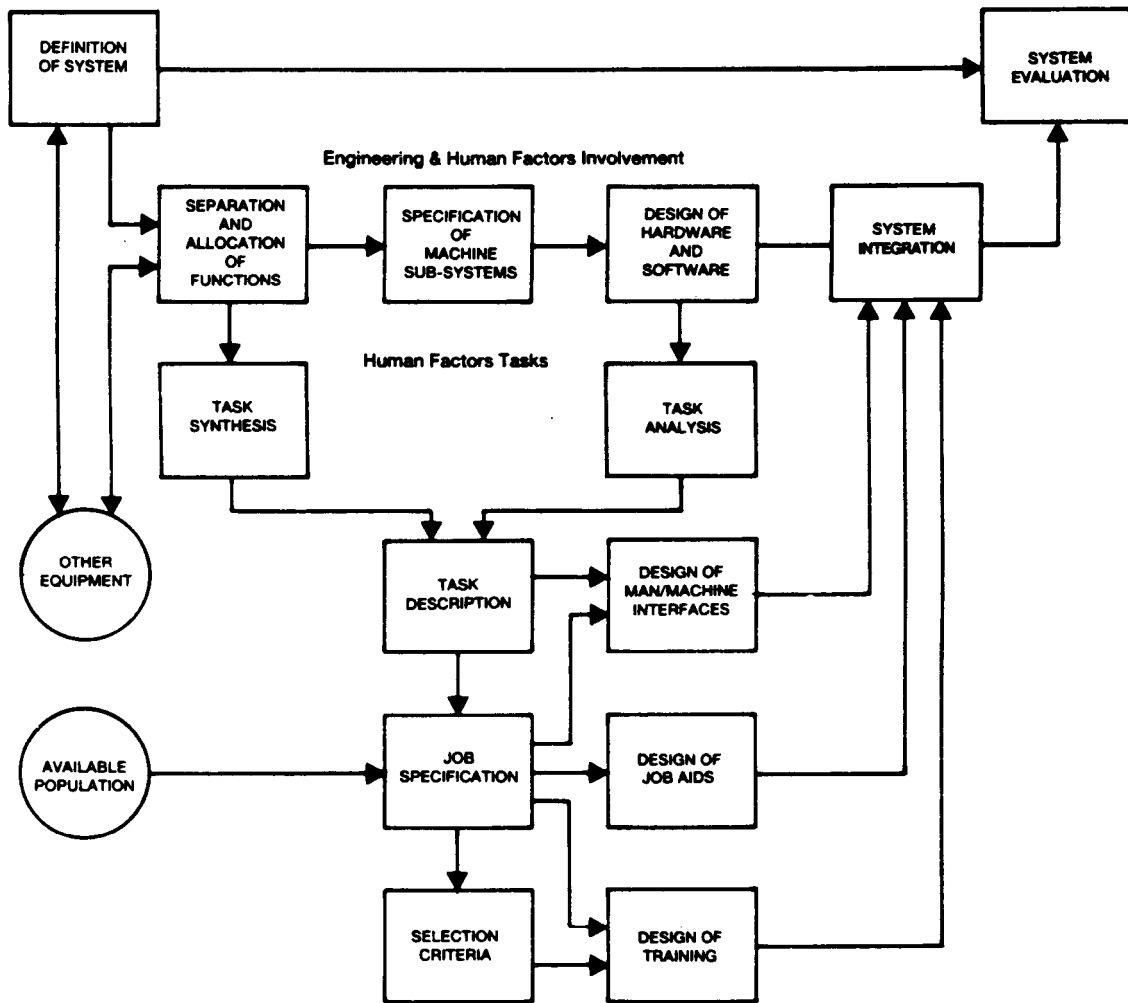 DEFINITION
OF SYSTEM
SYSTEM
EVALUATION
Engineering & Human Factors Involvement
SEPARATION
AND
ALLOCATION
OF
FUNCTIONS
SPECIFICATION
OF
MACHINE
SUB-SYSTEMS
DESIGN OF
HARDWARE
AND
SOFTWARE
SYSTEM
INTEGRATION
Human Factors Tasks
TASK
SYNTHESIS
TASK
ANALYSIS
OTHER
EQUIPMENT
TASK
DESCRIPTION
DESIGN OF
MAN/MACHINE
INTERFACES
AVAILABLE
POPULATION
JOB
SPECIFICATION
DESIGN OF
JOB AIDS
SELECTION
CRITERIA
DESIGN OF
TRAINING